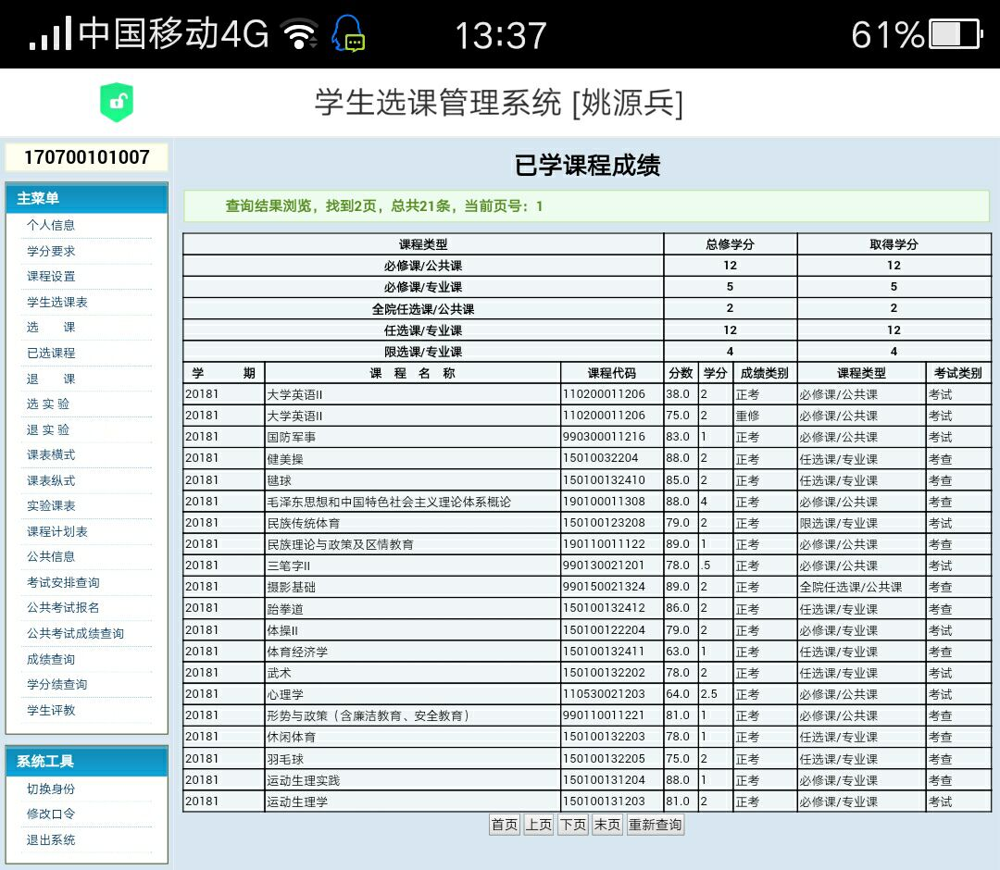 中国移动4G 13:37 61%
学生选课管理系统 [姚源兵]
170700101007
主菜单
个人信息
学分要求
课程设置
学生选课表
选 课
已选课程
退 课
选 实 验
退 实 验
课表横式
课表纵式
实验课表
课程计划表
公共信息
考试安排查询
公共考试报名
公共考试成绩查询
成绩查询
学分绩查询
学生评教
系统工具
切换身份
修改口令
退出系统
已学课程成绩
查询结果浏览，找到2页，总共21条，当前页号：1
课程类型 总修学分 取得学分
必修课/公共课 12 12
必修课/专业课 5 5
全院任选课/公共课 2 2
任选课/专业课 12 12
限选课/专业课 4 4
学 期 课 程 名 称 课程代码 分数 学分 成绩类别 课程类型 考试类别
20181 大学英语II 110200011206 38.0 2 正考 必修课/公共课 考试
20181 大学英语II 110200011206 75.0 2 重修 必修课/公共课 考试
20181 国防军事 990300011216 83.0 1 正考 必修课/公共课 考试
20181 健美操 15010032204 88.0 2 正考 任选课/专业课 考查
20181 毽球 150100132410 85.0 2 正考 任选课/专业课 考查
20181 毛泽东思想和中国特色社会主义理论体系概论 190100011308 88.0 4 正考 必修课/公共课 考查
20181 民族传统体育 150100123208 79.0 2 正考 限选课/专业课 考试
20181 民族理论与政策及区情教育 190110011122 89.0 1 正考 必修课/公共课 考查
20181 三笔字II 990130021201 78.0 .5 正考 必修课/公共课 考试
20181 摄影基础 990150021324 89.0 2 正考 全院任选课/公共课 考查
20181 跆拳道 150100132412 86.0 2 正考 任选课/专业课 考查
20181 体操II 150100122204 79.0 2 正考 必修课/专业课 考试
20181 体育经济学 150100132411 63.0 1 正考 任选课/专业课 考查
20181 武术 150100132202 78.0 2 正考 任选课/专业课 考试
20181 心理学 110530021203 64.0 2.5 正考 必修课/公共课 考试
20181 形势与政策（含廉洁教育、安全教育） 990110011221 81.0 1 正考 必修课/公共课 考查
20181 休闲体育 150100132203 78.0 1 正考 任选课/专业课 考查
20181 羽毛球 150100132205 75.0 2 正考 任选课/专业课 考查
20181 运动生理实践 150100131204 88.0 1 正考 必修课/专业课 考查
20181 运动生理学 150100131203 81.0 2 正考 必修课/专业课 考试
首页 上页 下页 末页 重新查询